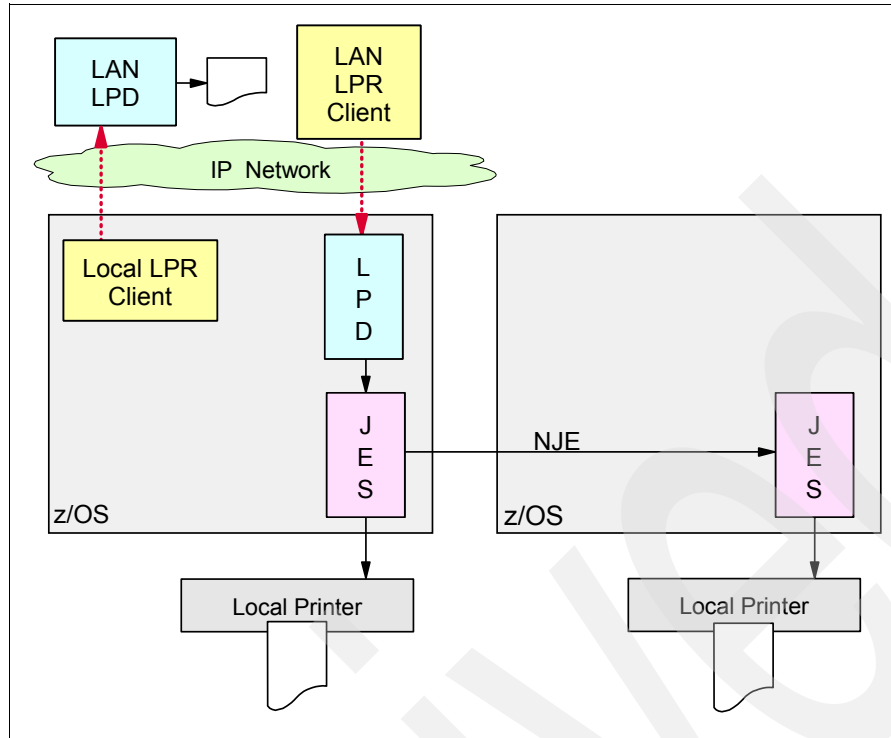 LAN
LPD
LAN
LPR
Client
IP Network
Local LPR
Client
L
P
D
J
E
S
NJE
J
E
S
z/OS
z/OS
Local Printer
Local Printer